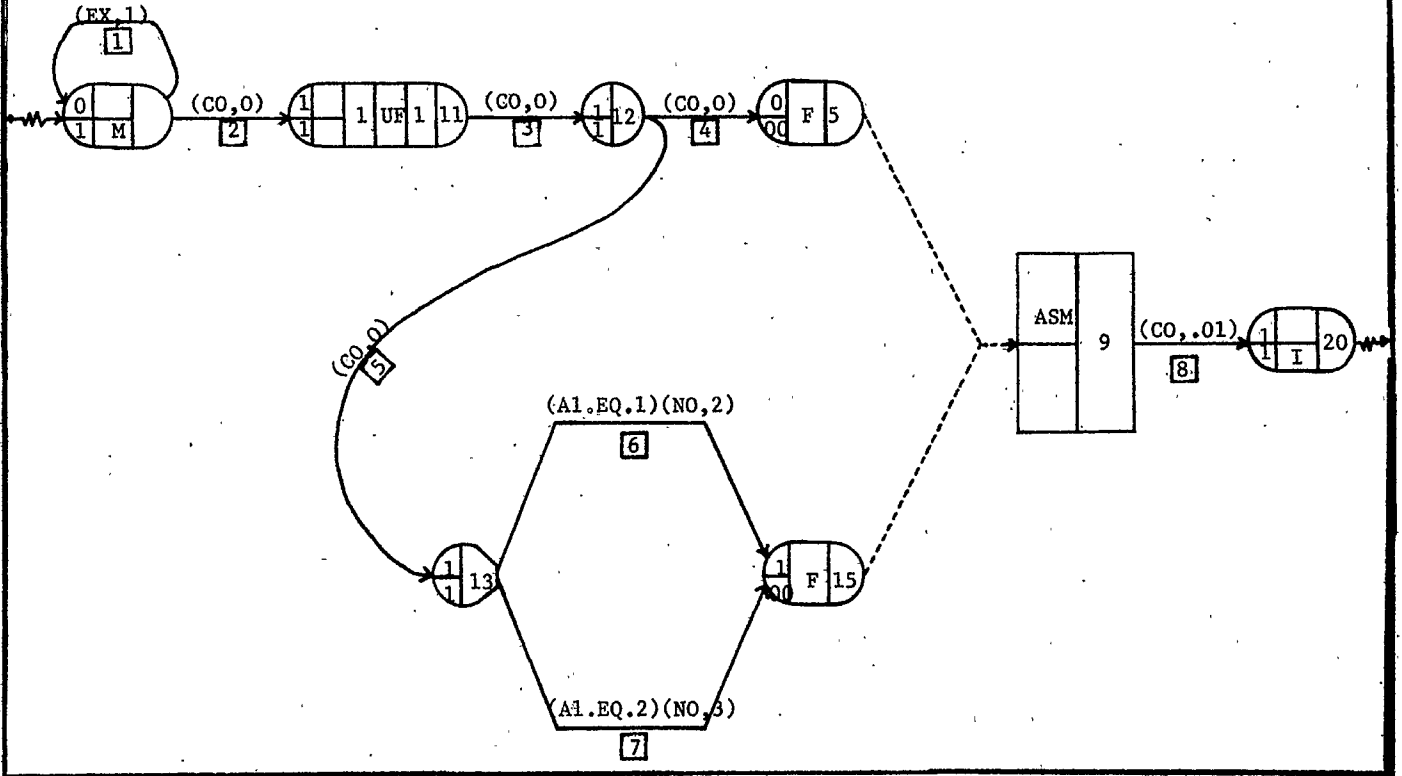 (EX,1)
1
0
1
M
(CO,0)
2
1
1
1
UF
1
11
(CO,0)
3
1
1
12
(CO,0)
4
0
00
F
5
(CO,0)
5
ASM
9
(CO,.01)
8
1
1
I
20
(A1.EQ.1)(NO,2)
6
1
1
13
1
00
F
15
(A1.EQ.2)(NO,3)
7